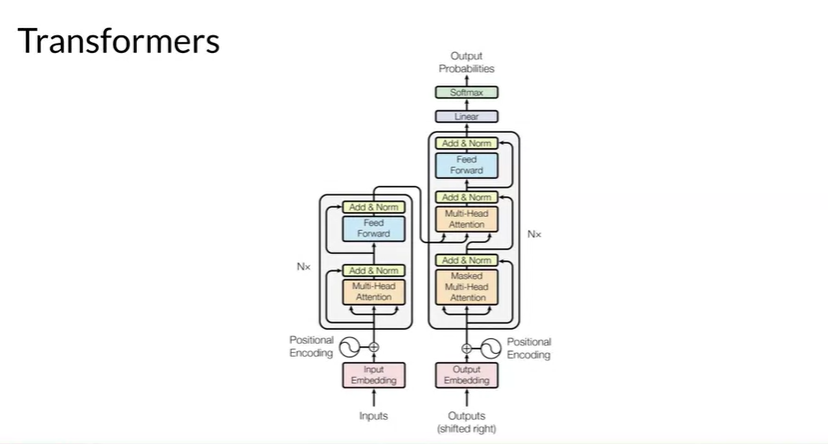 Transformers
Output
Probabilities
Softmax
Linear
Add & Norm
Feed
Forward
Add & Norm
Multi-Head
Attention
Nx
Add & Norm
Masked
Multi-Head
Attention
Add & Norm
Feed
Forward
Nx
Add & Norm
Multi-Head
Attention
Positional
Encoding
Positional
Encoding
Input
Embedding
Output
Embedding
Inputs
Outputs
(shifted right)